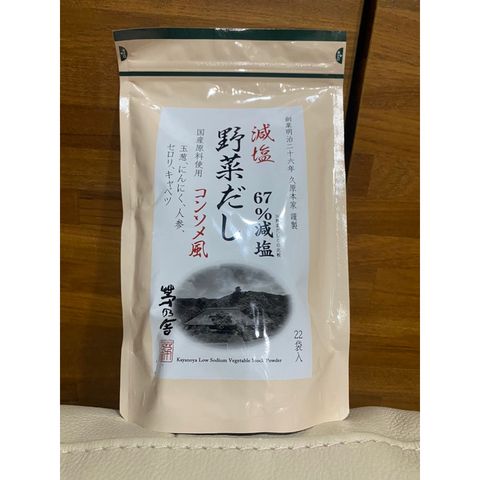 創業明治二十六年 久原本家 謹製
減塩
野菜だし
67%減塩
コンソメ風
国産原料使用
玉葱、にんにく、人参、
セロリ、キャベツ
茅乃舎
22袋入
Kayanoya Low Sodium Vegetable Stock Powder